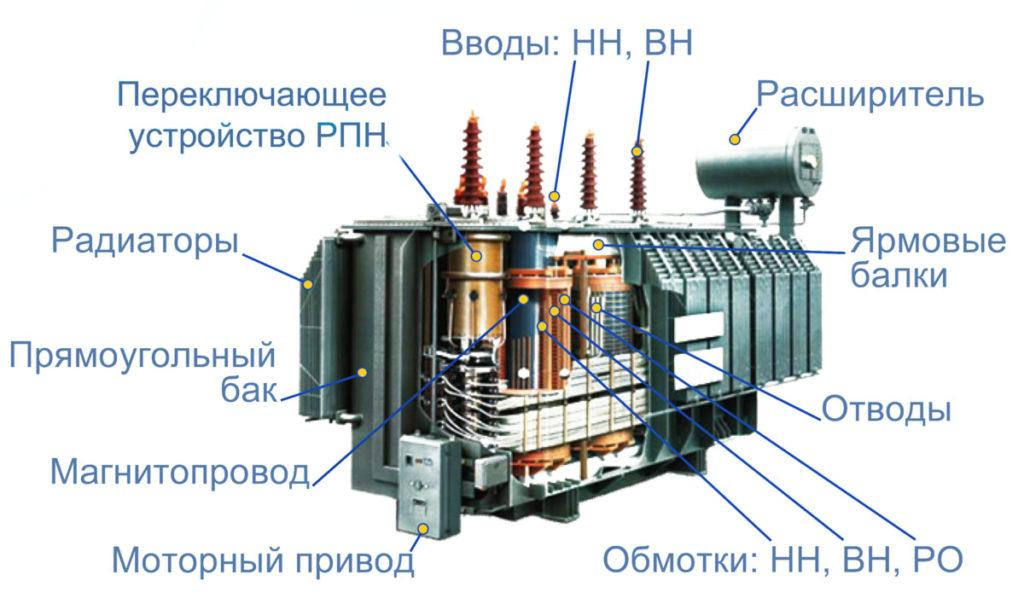 Вводы: НН, ВН
Переключающее
устройство РПН
Расширитель
Радиаторы
Ярмовые
балки
Прямоугольный
бак
Отводы
Магнитопровод
Моторный привод
Обмотки: НН, ВН, РО